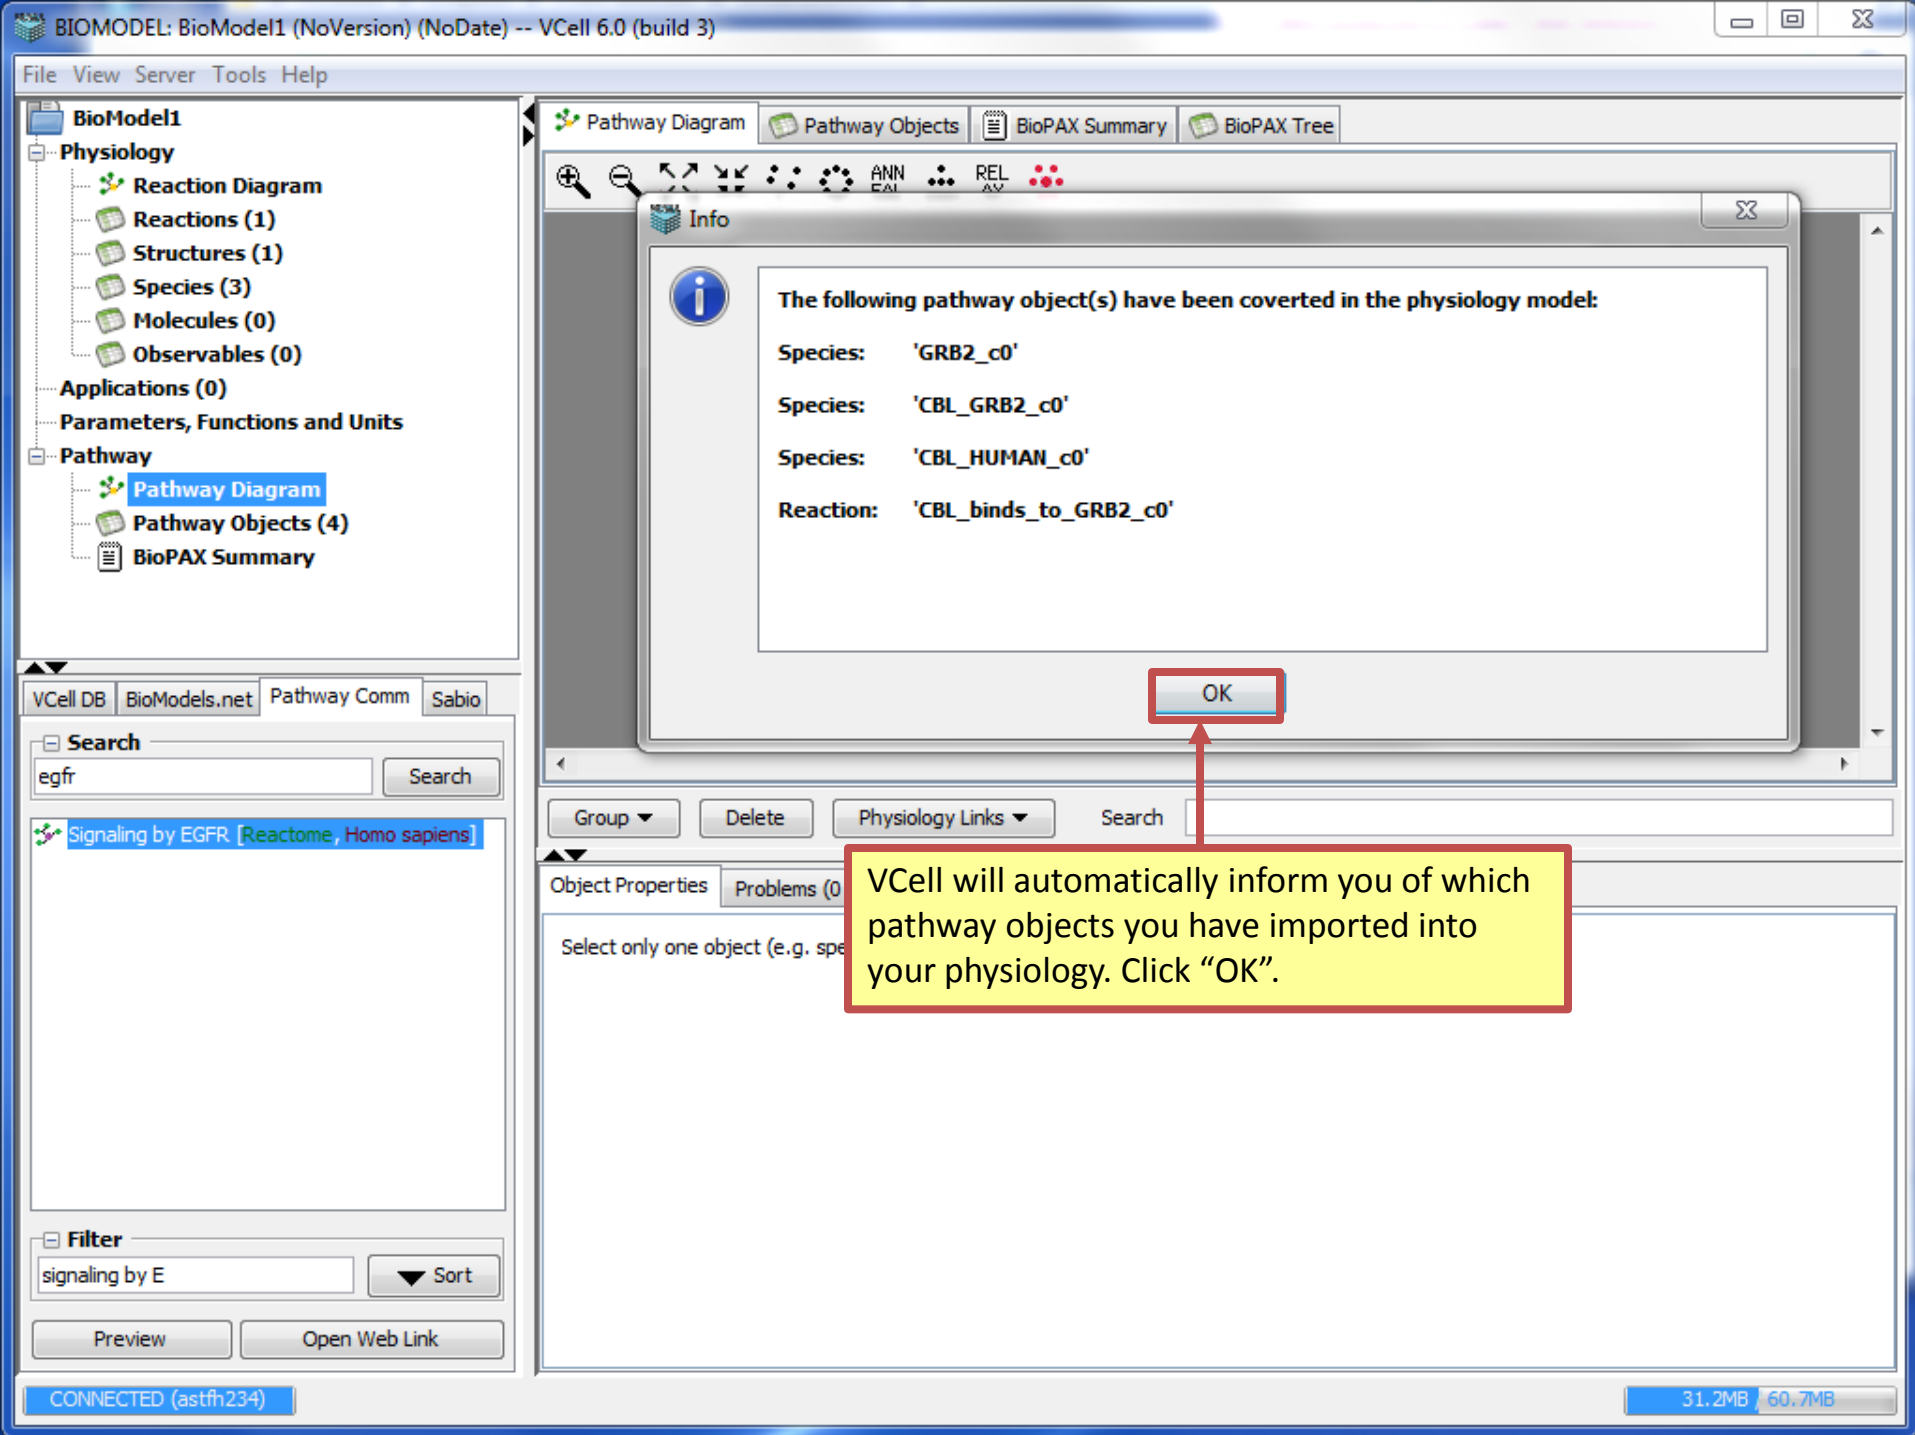 BIOMODEL: BioModel1 (NoVersion) (NoDate) -- VCell 6.0 (build 3)
File View Server Tools Help
BioModel1
Physiology
Reaction Diagram
Reactions (1)
Structures (1)
Species (3)
Molecules (0)
Observables (0)
Applications (0)
Parameters, Functions and Units
Pathway
Pathway Diagram
Pathway Objects (4)
BioPAX Summary
VCell DB BioModels.net Pathway Comm Sabio
Search
egfr Search
Signaling by EGFR [Reactome, Homo sapiens]
Filter
signaling by E Sort
Preview Open Web Link
CONNECTED (astfh234)
Pathway Diagram Pathway Objects BioPAX Summary BioPAX Tree
ANN REL
Info
The following pathway object(s) have been coverted in the physiology model:
Species: 'GRB2_c0'
Species: 'CBL_GRB2_c0'
Species: 'CBL_HUMAN_c0'
Reaction: 'CBL_binds_to_GRB2_c0'
OK
Group Delete Physiology Links Search
Object Properties Problems (0
Select only one object (e.g. spe
VCell will automatically inform you of which
pathway objects you have imported into
your physiology. Click “OK”.
31.2MB / 60.7MB